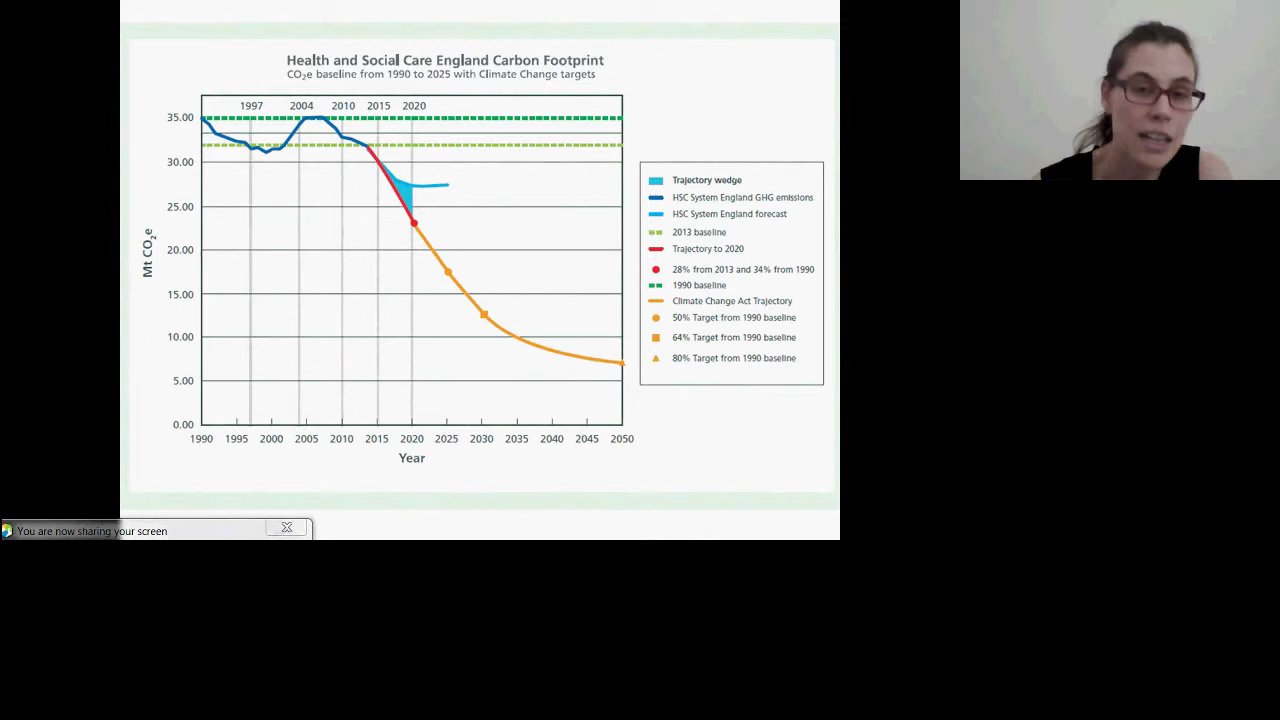 Health and Social Care England Carbon Footprint
CO₂e baseline from 1990 to 2025 with Climate Change targets
1997 2004 2010 2015 2020
35.00
30.00
25.00
20.00
15.00
10.00
5.00
0.00
Mt CO₂e
1990 1995 2000 2005 2010 2015 2020 2025 2030 2035 2040 2045 2050
Year
Trajectory wedge
HSC System England GHG emissions
HSC System England forecast
2013 baseline
Trajectory to 2020
28% from 2013 and 34% from 1990
1990 baseline
Climate Change Act Trajectory
50% Target from 1990 baseline
64% Target from 1990 baseline
80% Target from 1990 baseline
You are now sharing your screen